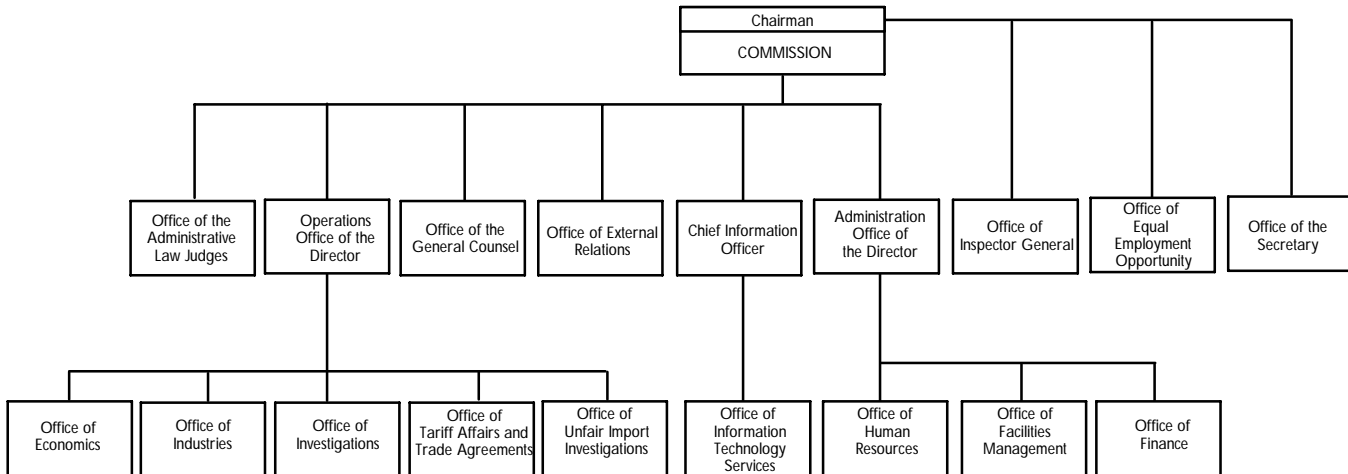 Chairman
COMMISSION
Office of the
Administrative
Law Judges
Operations
Office of the
Director
Office of the
General Counsel
Office of External
Relations
Chief Information
Officer
Administration
Office of
the Director
Office of
Inspector General
Office of
Equal
Employment
Opportunity
Office of the
Secretary
Office of
Economics
Office of
Industries
Office of
Investigations
Office of
Tariff Affairs and
Trade Agreements
Office of
Unfair Import
Investigations
Office of
Information
Technology
Services
Office of
Human
Resources
Office of
Facilities
Management
Office of
Finance